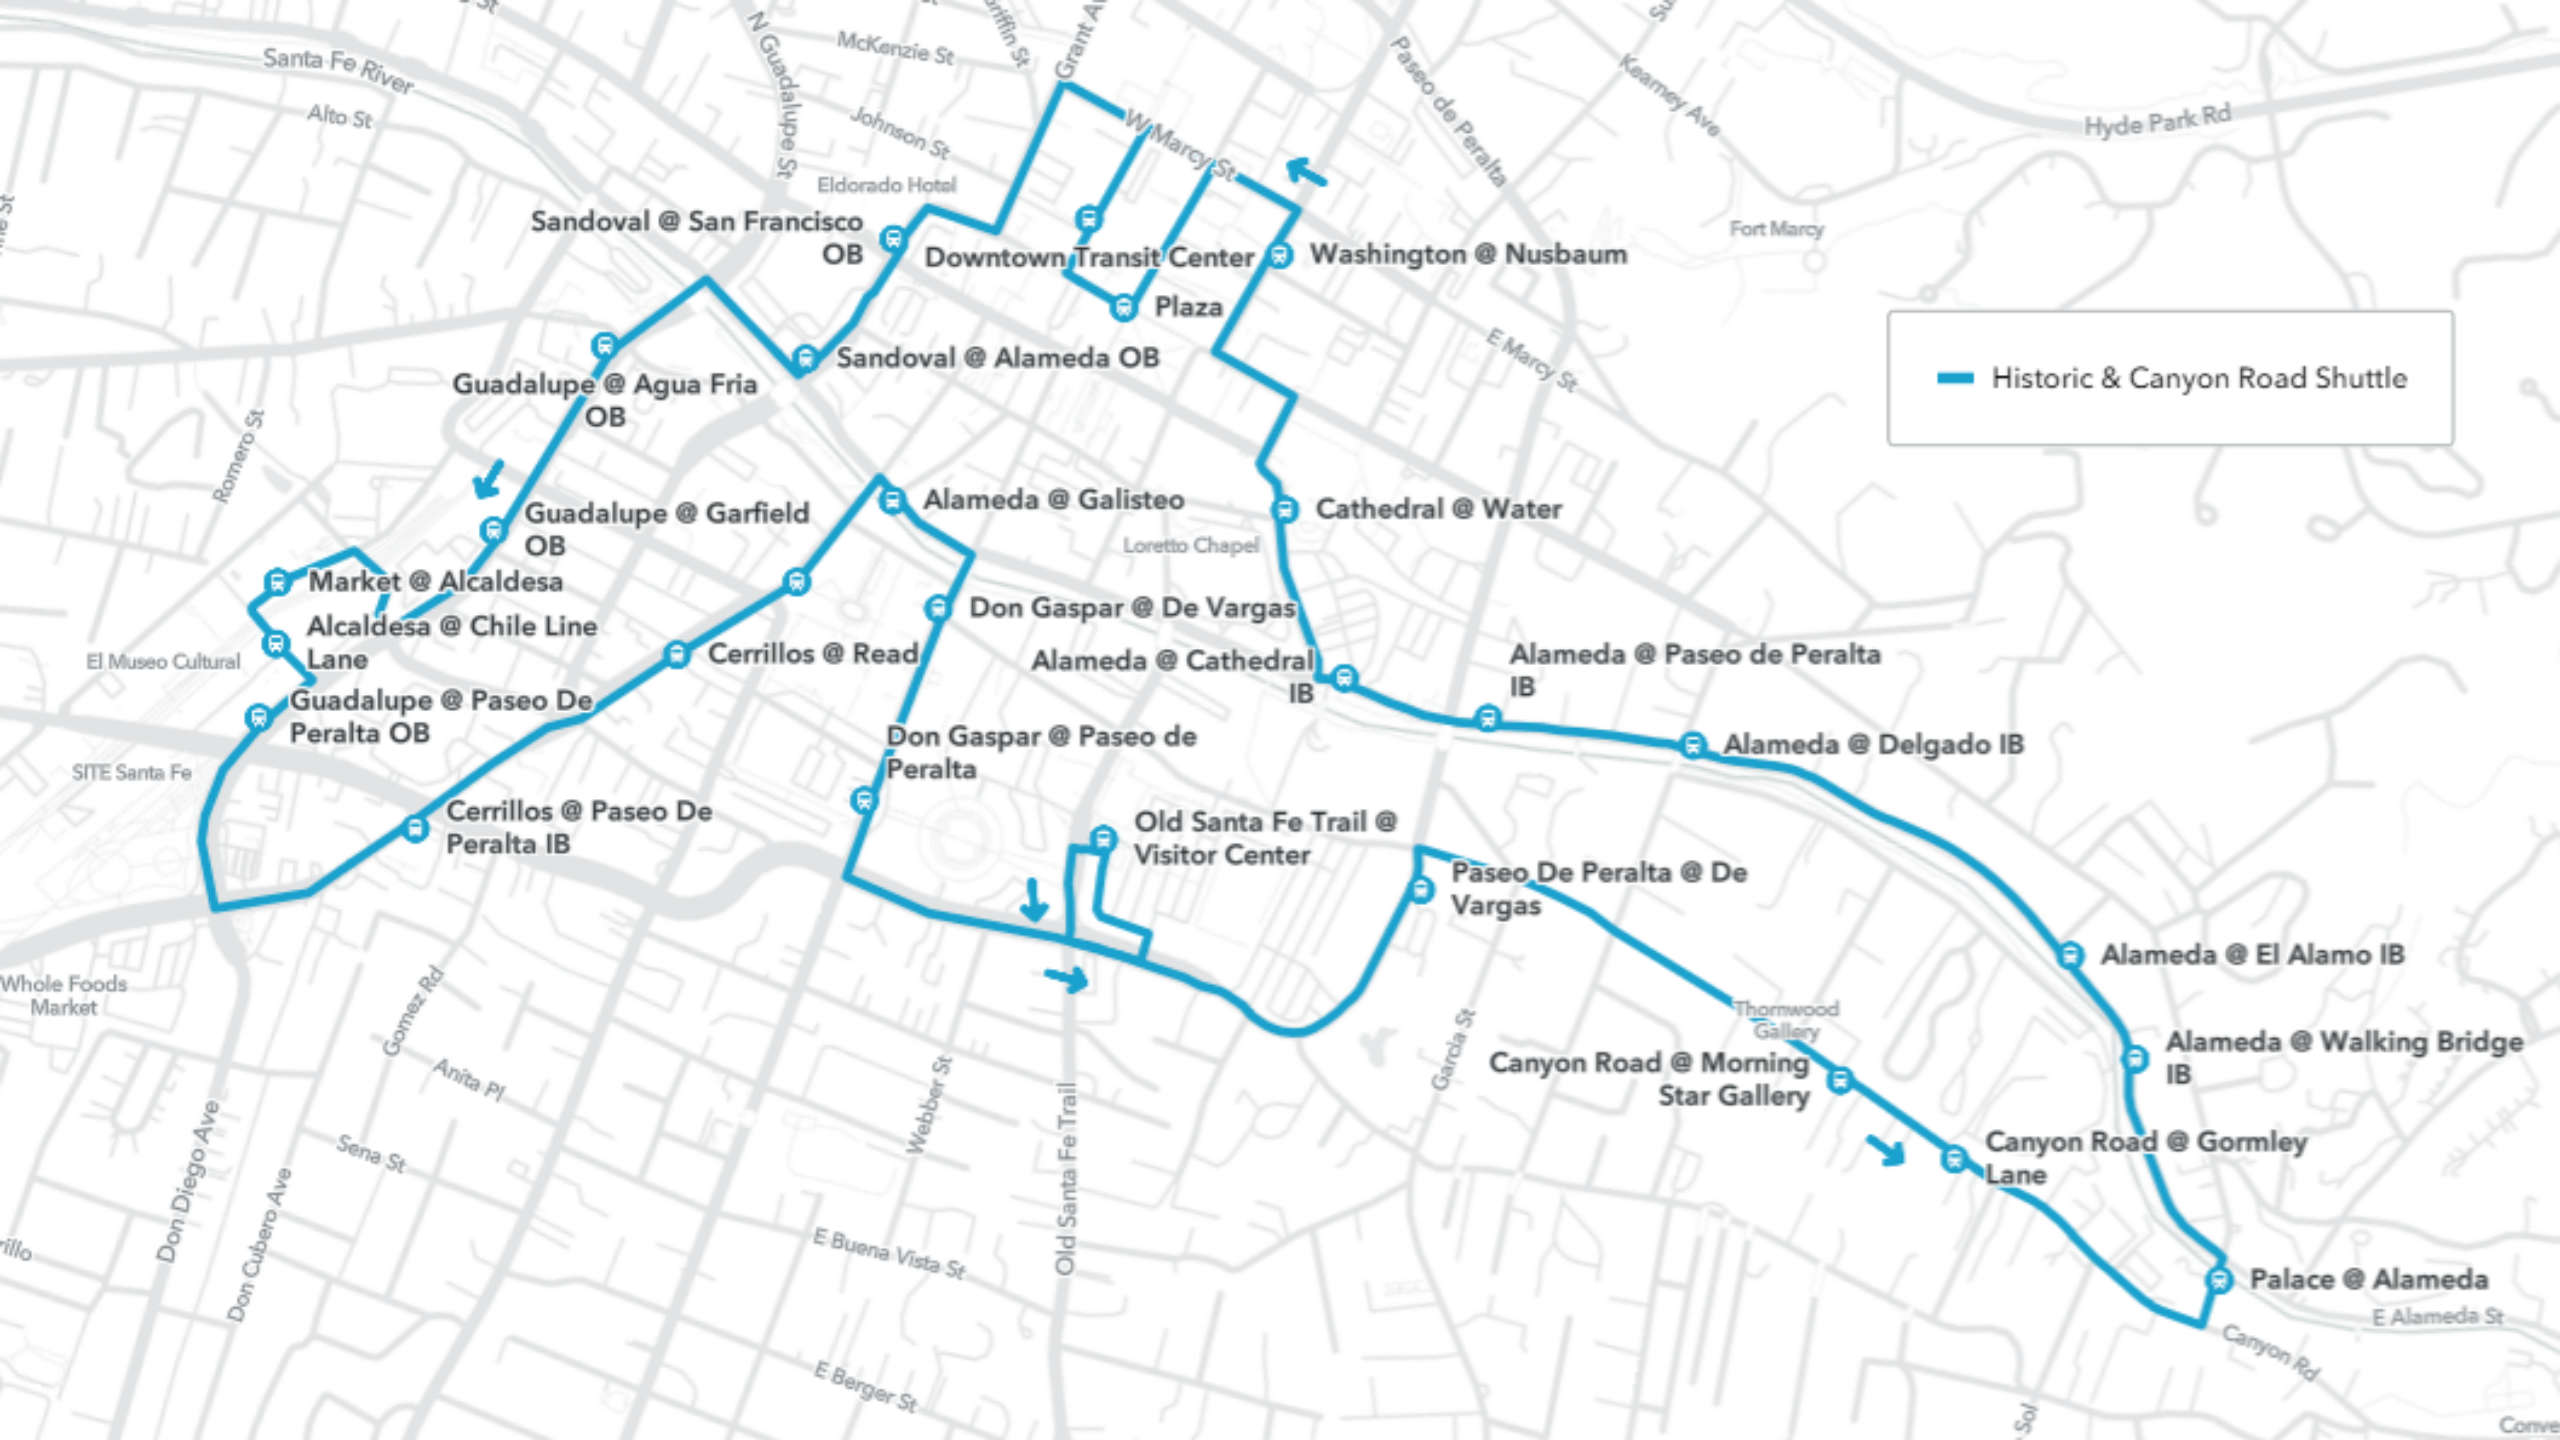 Santa Fe River
Alto St
N Guadalupe St
McKenzie St
Griffin St
Grant Av
Johnson St
Eldorado Hotel
W Marcy St
Paseo de Peralta
Kearney Ave
Hyde Park Rd
Fort Marcy
Sandoval @ San Francisco
OB
Downtown Transit Center
Washington @ Nusbaum
Plaza
Sandoval @ Alameda OB
E Marcy St
Historic & Canyon Road Shuttle
Guadalupe @ Agua Fria
OB
Romero St
Guadalupe @ Garfield
OB
Alameda @ Galisteo
Cathedral @ Water
Loretto Chapel
Market @ Alcaldesa
Alcaldesa @ Chile Line
Lane
El Museo Cultural
Don Gaspar @ De Vargas
Cerrillos @ Read
Alameda @ Cathedral
IB
Alameda @ Paseo de Peralta
IB
Guadalupe @ Paseo De
Peralta OB
Don Gaspar @ Paseo de
Peralta
Alameda @ Delgado IB
SITE Santa Fe
Cerrillos @ Paseo De
Peralta IB
Old Santa Fe Trail @
Visitor Center
Paseo De Peralta @ De
Vargas
Alameda @ El Alamo IB
Whole Foods
Market
Gomez Rd
Thornwood
Gallery
Garcia St
Canyon Road @ Morning
Star Gallery
Alameda @ Walking Bridge
IB
Anita Pl
Webber St
Old Santa Fe Trail
Sena St
Don Diego Ave
Don Cubero Ave
Canyon Road @ Gormley
Lane
E Buena Vista St
Palace @ Alameda
E Alameda St
Canyon Rd
E Berger St
rillo
Sol
Conve